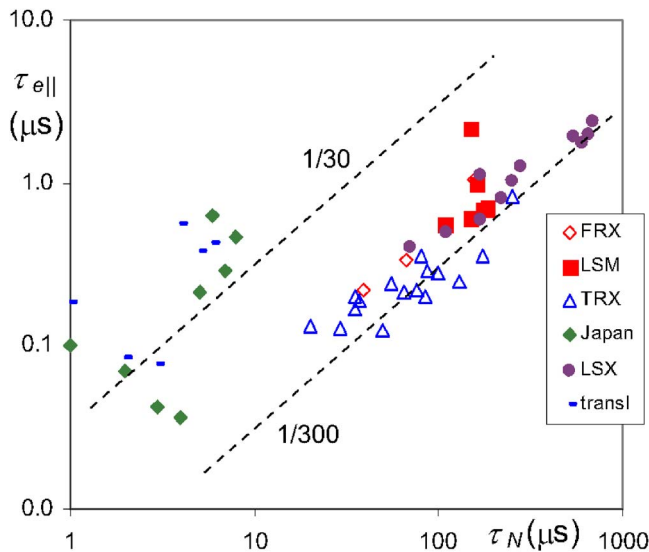 10.0
τe||
(μs)
1/30
1.0
FRX
LSM
TRX
Japan
LSX
transl
0.1
1/300
0.0
1
10
100
τN(μs)
1000